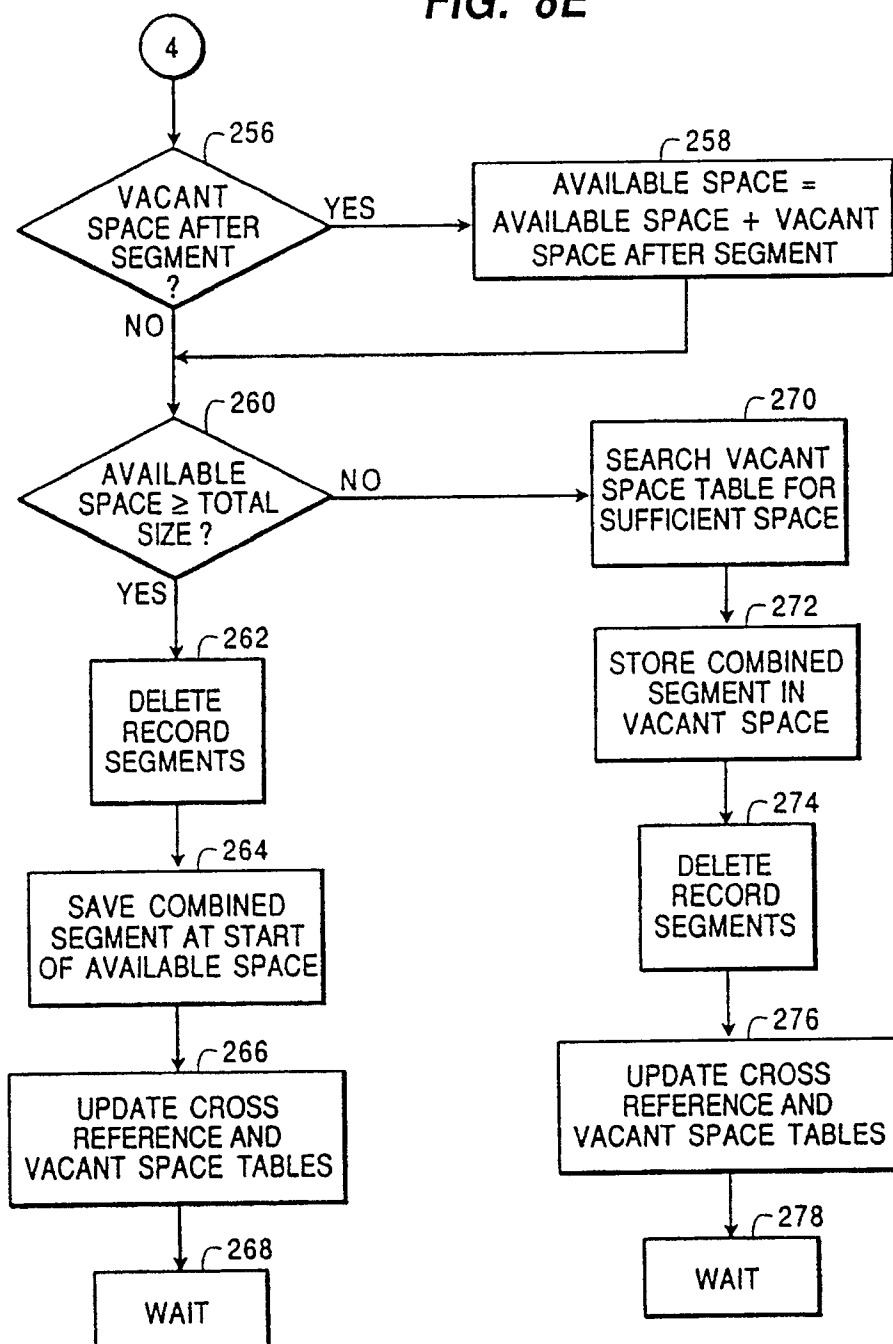 FIG. 8E
4
256
VACANT
SPACE AFTER
SEGMENT
?
YES
NO
258
AVAILABLE SPACE =
AVAILABLE SPACE + VACANT
SPACE AFTER SEGMENT
260
AVAILABLE
SPACE ≥ TOTAL
SIZE ?
NO
YES
262
DELETE
RECORD
SEGMENTS
264
SAVE COMBINED
SEGMENT AT START
OF AVAILABLE SPACE
266
UPDATE CROSS
REFERENCE AND
VACANT SPACE TABLES
268
WAIT
270
SEARCH VACANT
SPACE TABLE FOR
SUFFICIENT SPACE
272
STORE COMBINED
SEGMENT IN
VACANT SPACE
274
DELETE
RECORD
SEGMENTS
276
UPDATE CROSS
REFERENCE AND
VACANT SPACE TABLES
278
WAIT